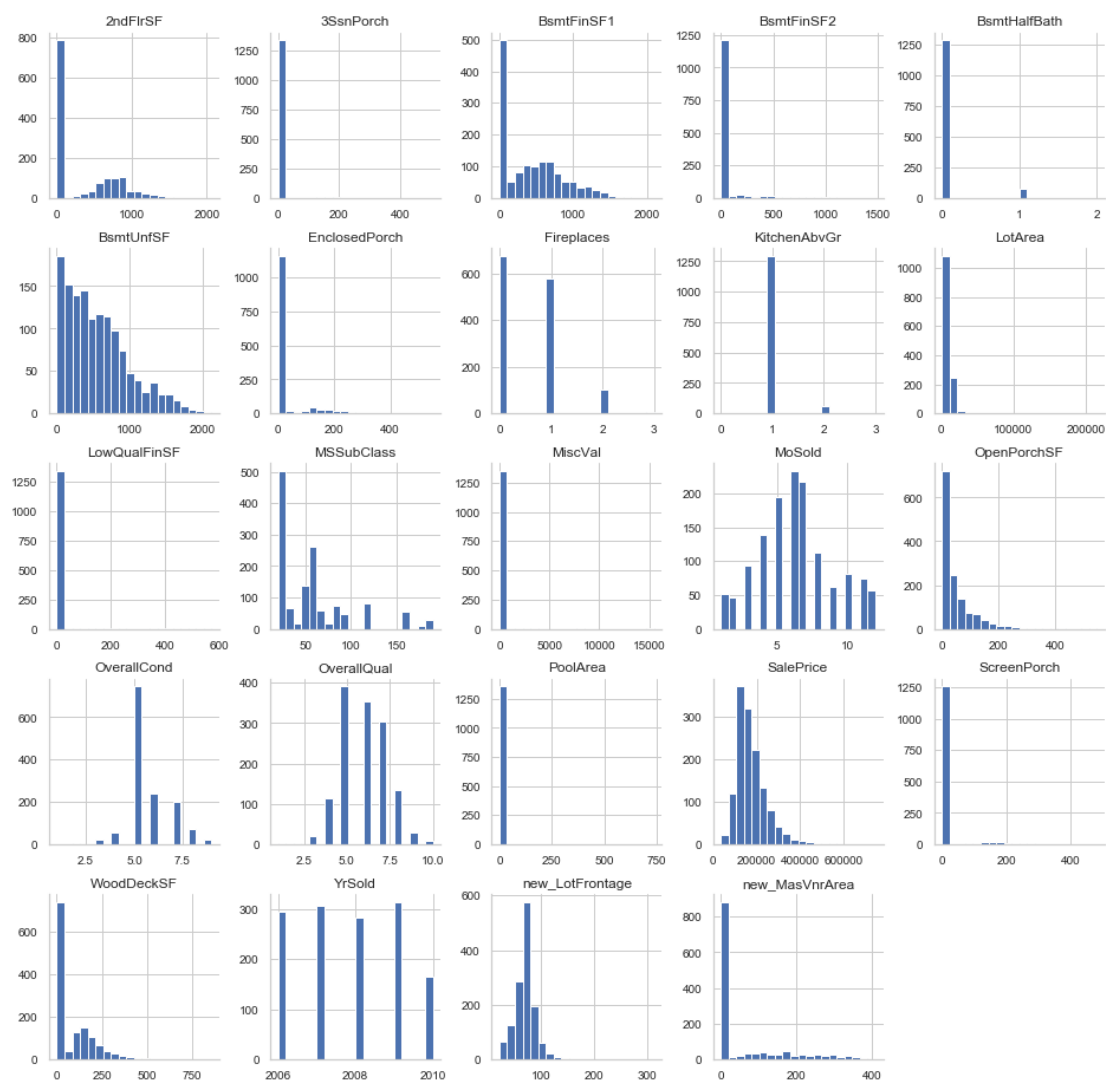 2ndFlrSF 3SsnPorch BsmtFinSF1 BsmtFinSF2 BsmtHalfBath
800 600 400 200 0
0 1000 2000
1250 1000 750 500 250 0
0 200 400
500 400 300 200 100 0
0 1000 2000
1250 1000 750 500 250 0
0 500 1000 1500
1250 1000 750 500 250 0
0 1 2
BsmtUnfSF EnclosedPorch Fireplaces KitchenAbvGr LotArea
150 100 50 0
0 1000 2000
1000 750 500 250 0
0 200 400
600 400 200 0
0 1 2 3
1250 1000 750 500 250 0
0 1 2 3
1000 800 600 400 200 0
0 100000 200000
LowQualFinSF MSSubClass MiscVal MoSold OpenPorchSF
1250 1000 750 500 250 0
0 200 400 600
500 400 300 200 100 0
50 100 150
1250 1000 750 500 250 0
0 5000 10000 15000
200 150 100 50 0
5 10
600 400 200 0
0 200 400
OverallCond OverallQual PoolArea SalePrice ScreenPorch
600 400 200 0
2.5 5.0 7.5
400 300 200 100 0
2.5 5.0 7.5 10.0
1250 1000 750 500 250 0
0 250 500 750
300 200 100 0
0 200000 400000 600000
1250 1000 750 500 250 0
0 200 400
WoodDeckSF YrSold new_LotFrontage new_MasVnrArea
600 400 200 0
0 250 500 750
300 200 100 0
2006 2008 2010
600 400 200 0
100 200 300
800 600 400 200 0
0 200 400